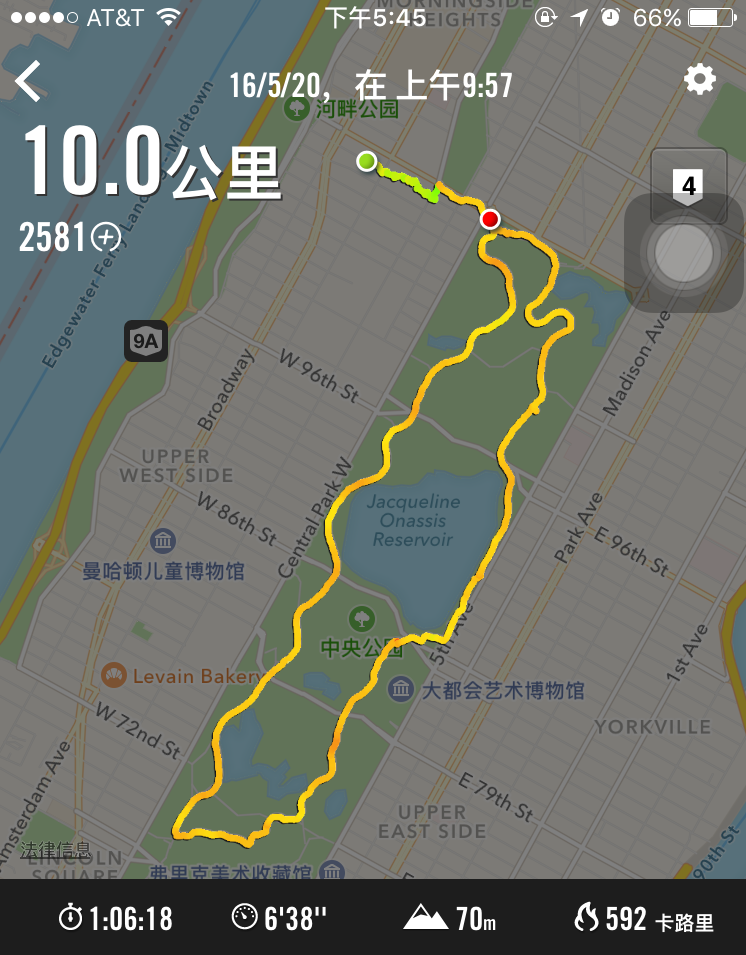 AT&T 下午5:45 66%
MORNINGSIDE
HEIGHTS
16/5/20，在 上午9:57
河畔公园
10.0公里
4
2581
Edgewater-Ferry Landing - Midtown
9A
W 96th St
Broadway
Madison Ave
UPPER
WEST SIDE
Central Park W
Jacqueline
Onassis
Reservoir
W 86th St
Park Ave
E 96th St
曼哈顿儿童博物馆
中央公园
5th Ave
1st Ave
Levain Bakery
大都会艺术博物馆
YORKVILLE
W 72nd St
Amsterdam Ave
E 79th St
UPPER
EAST SIDE
法律信息
LINCOLN
SQUARE
弗里克美术收藏馆
90th St
1:06:18 6'38'' 70m 592 卡路里